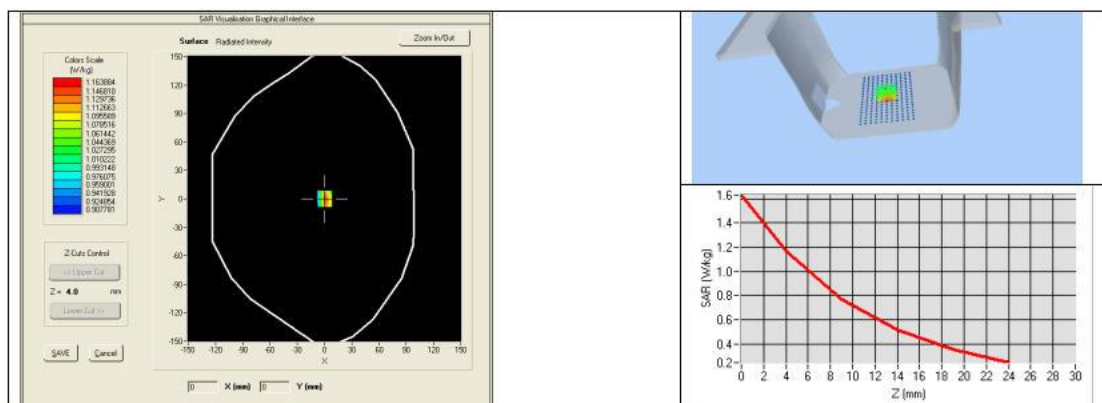 SAR Visualisation Graphical Interface
Surface Radiated Intensity
Zoom In/Out
Colors Scale
(W/kg)
1.163884
1.146810
1.129736
1.112663
1.095589
1.078516
1.061442
1.044369
1.027295
1.010222
0.993148
0.976075
0.959001
0.941928
0.924854
0.907781
Z-Cuts Control
<< Upper Cut
Z = 4.0 mm
Lower Cut >>
SAVE Cancel
Y
150
120
90
60
30
0
-30
-60
-90
-120
-150
-150 -120 -90 -60 -30 0 30 60 90 120 150
X
0 X (mm) 0 Y (mm)
SAR (W/kg)
1.6
1.4
1.2
1.0
0.8
0.6
0.4
0.2
0 2 4 6 8 10 12 14 16 18 20 22 24 26 28 30
Z (mm)